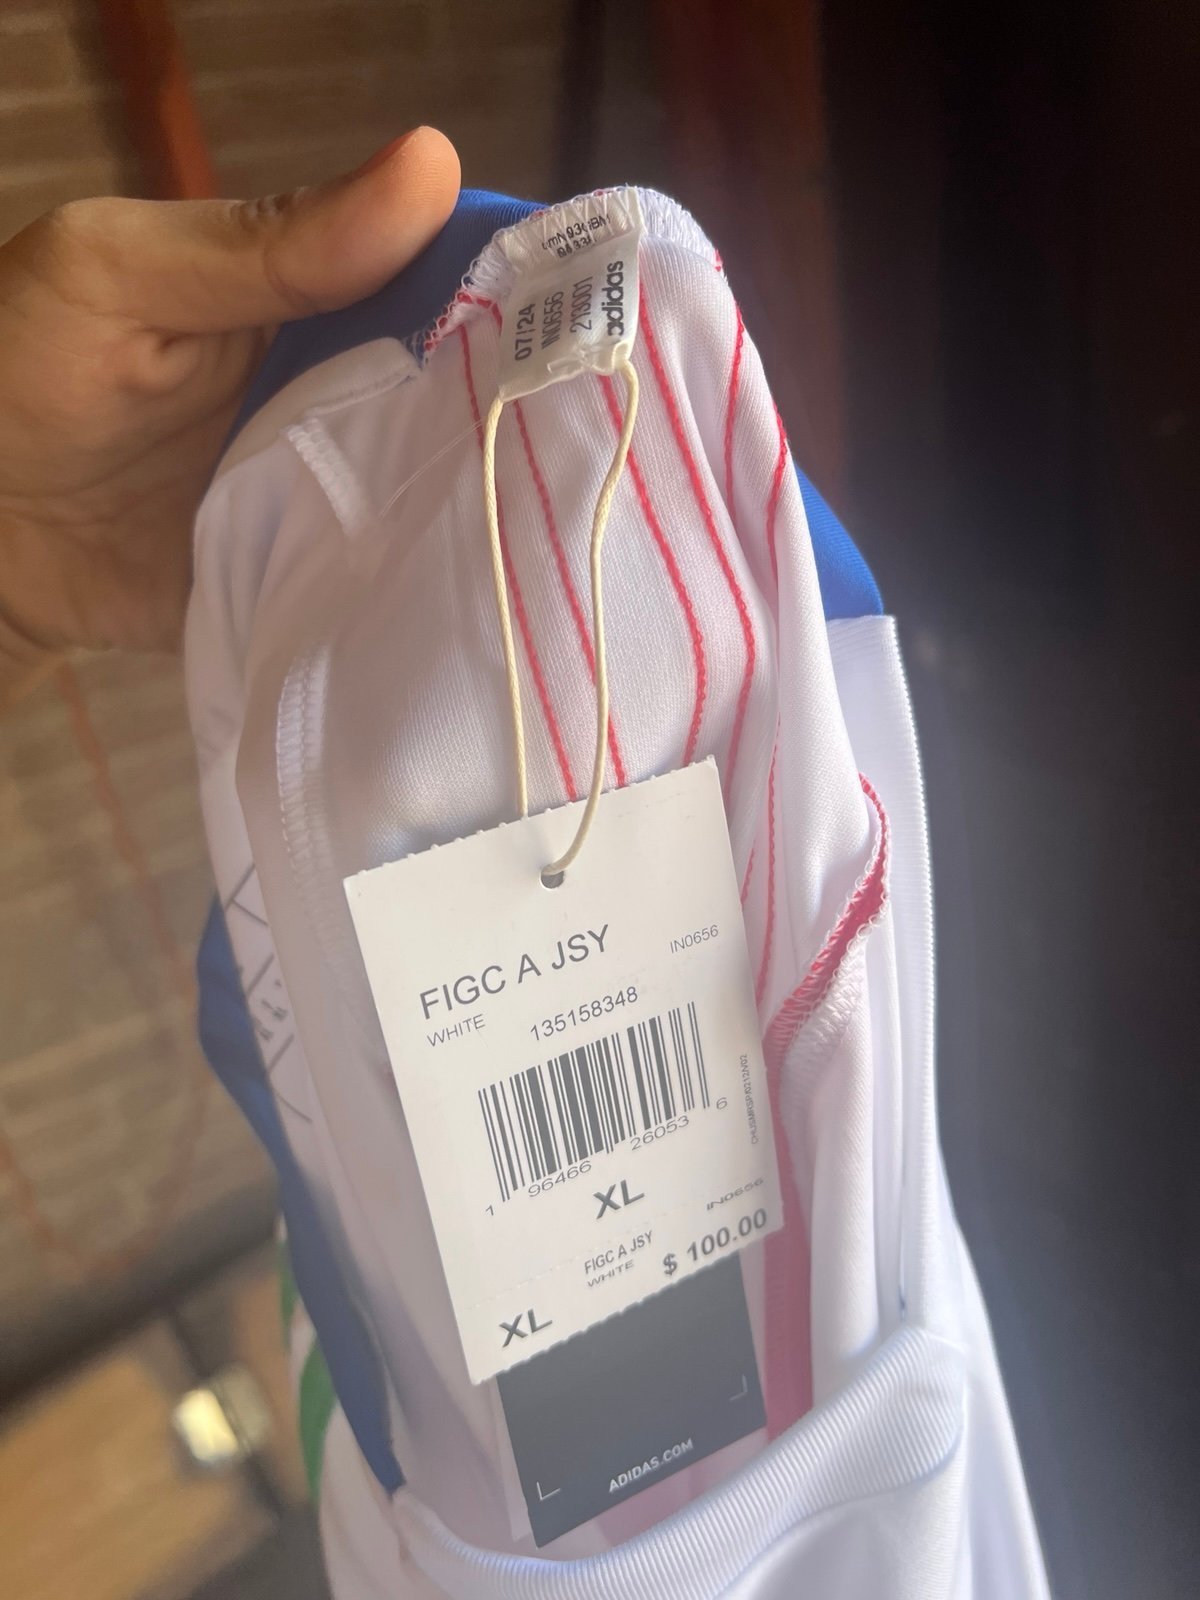 07/24
IN0656
213001
adidas
FIGC A JSY
IN0656
WHITE
135158348
1 96466 26053 6
XL
IN0656
FIGC A JSY
WHITE
$ 100.00
XL
ADIDAS.COM